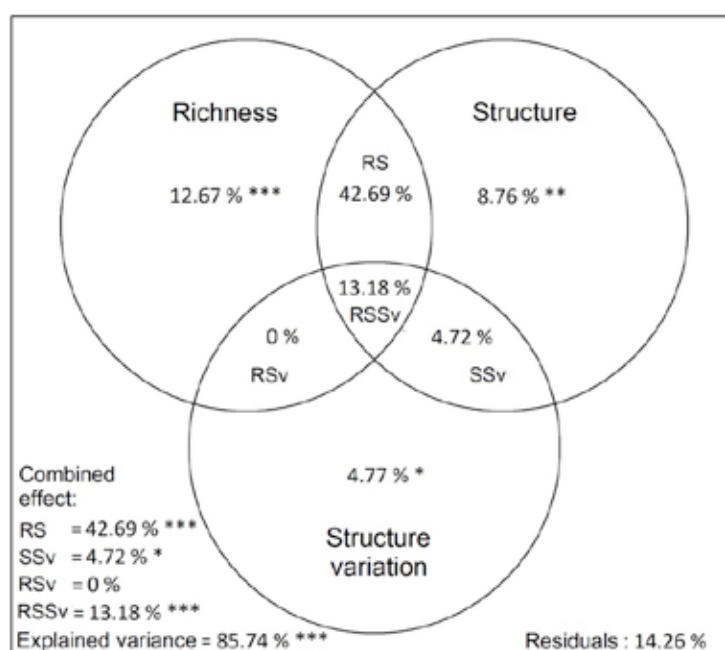 Richness
Structure
RS
12.67 % ***
42.69 %
8.76 % **
13.18 %
RSSv
0 %
4.72 %
RSv
SSv
4.77 % *
Structure
variation
Combined
effect:
RS = 42.69 % ***
SSv = 4.72 % *
RSv = 0 %
RSSv = 13.18 % ***
Explained variance = 85.74 % ***
Residuals : 14.26 %